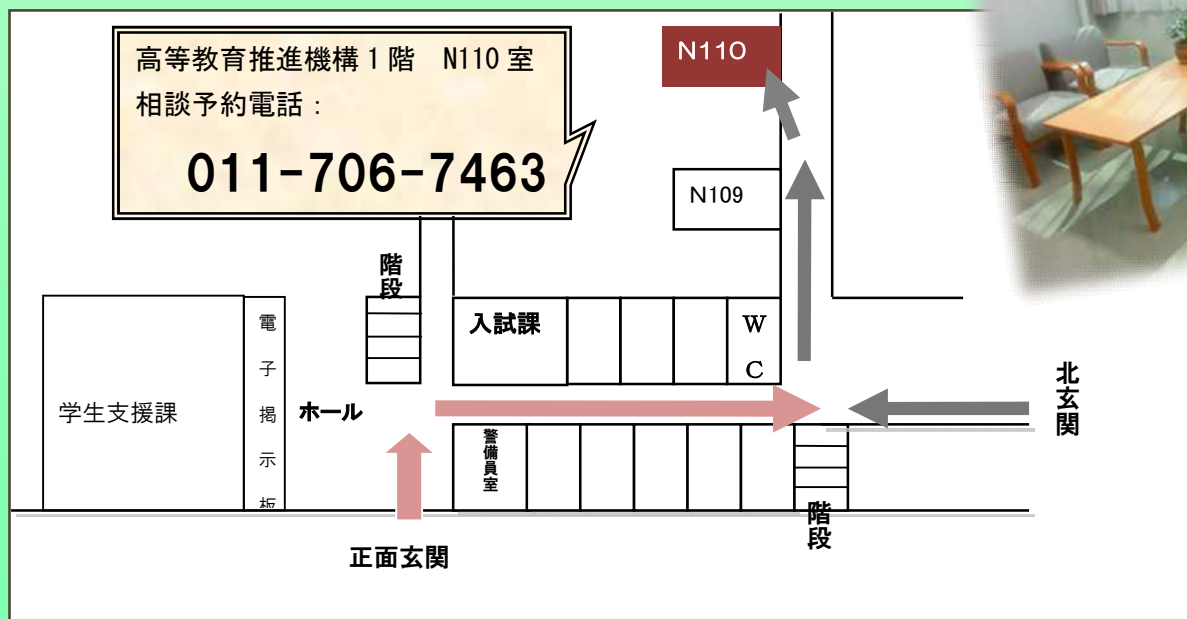 高等教育推進機構1階　N110室
相談予約電話：
011-706-7463
N110
N109
階段
入試課
WC
学生支援課
電子掲示板
ホール
警備員室
北玄関
階段
正面玄関